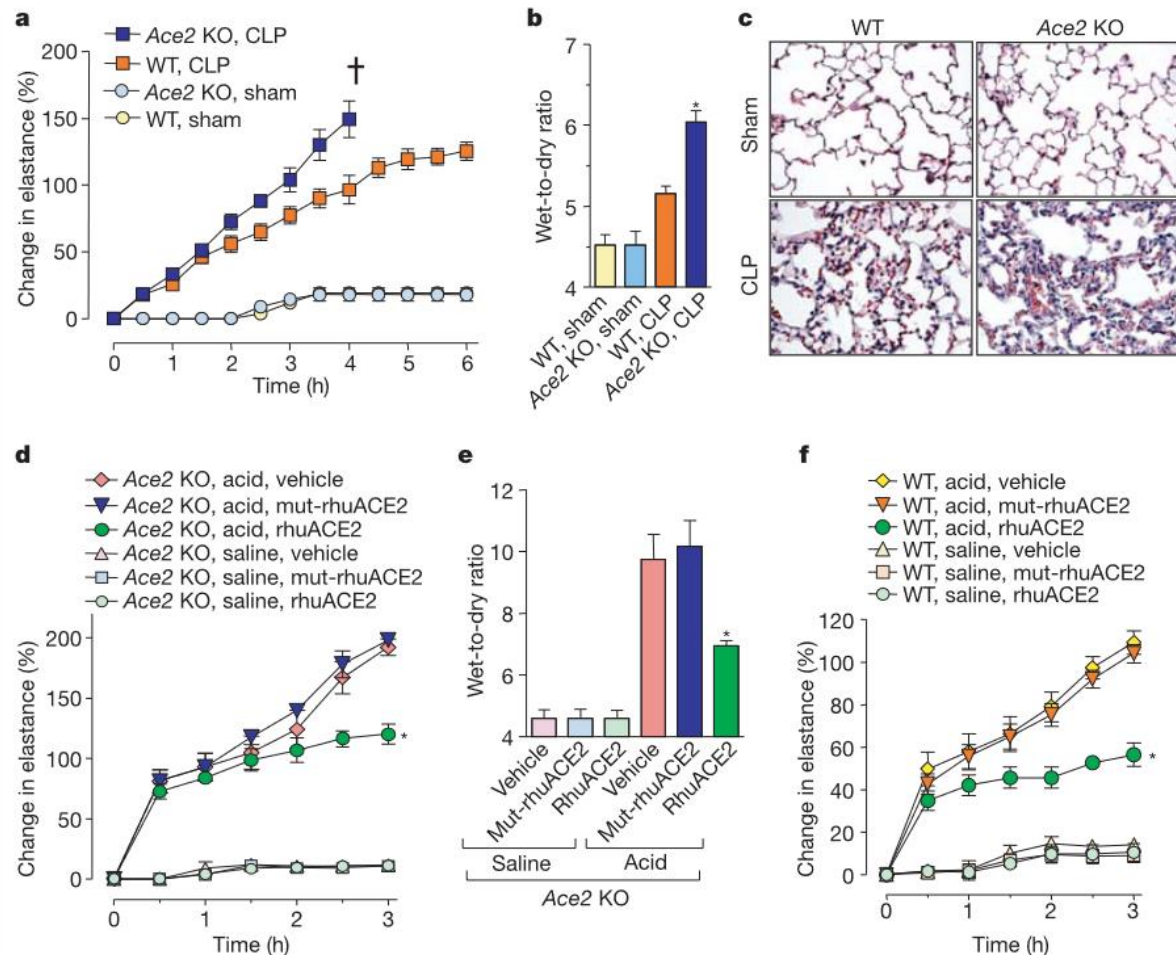 a
Ace2 KO, CLP
WT, CLP
Ace2 KO, sham
WT, sham
†
Change in elastance (%)
200
150
100
50
0
0 1 2 3 4 5 6
Time (h)
b
Wet-to-dry ratio
7
6
5
4
*
WT, sham
Ace2 KO, sham
WT, CLP
Ace2 KO, CLP
c
WT Ace2 KO
Sham
CLP
d
Ace2 KO, acid, vehicle
Ace2 KO, acid, mut-rhuACE2
Ace2 KO, acid, rhuACE2
Ace2 KO, saline, vehicle
Ace2 KO, saline, mut-rhuACE2
Ace2 KO, saline, rhuACE2
Change in elastance (%)
200
150
100
50
0
*
0 1 2 3
Time (h)
e
Wet-to-dry ratio
12
10
8
6
4
*
Vehicle
Mut-rhuACE2
RhuACE2
Vehicle
Mut-rhuACE2
RhuACE2
Saline Acid
Ace2 KO
f
WT, acid, vehicle
WT, acid, mut-rhuACE2
WT, acid, rhuACE2
WT, saline, vehicle
WT, saline, mut-rhuACE2
WT, saline, rhuACE2
Change in elastance (%)
120
100
80
60
40
20
0
*
0 1 2 3
Time (h)